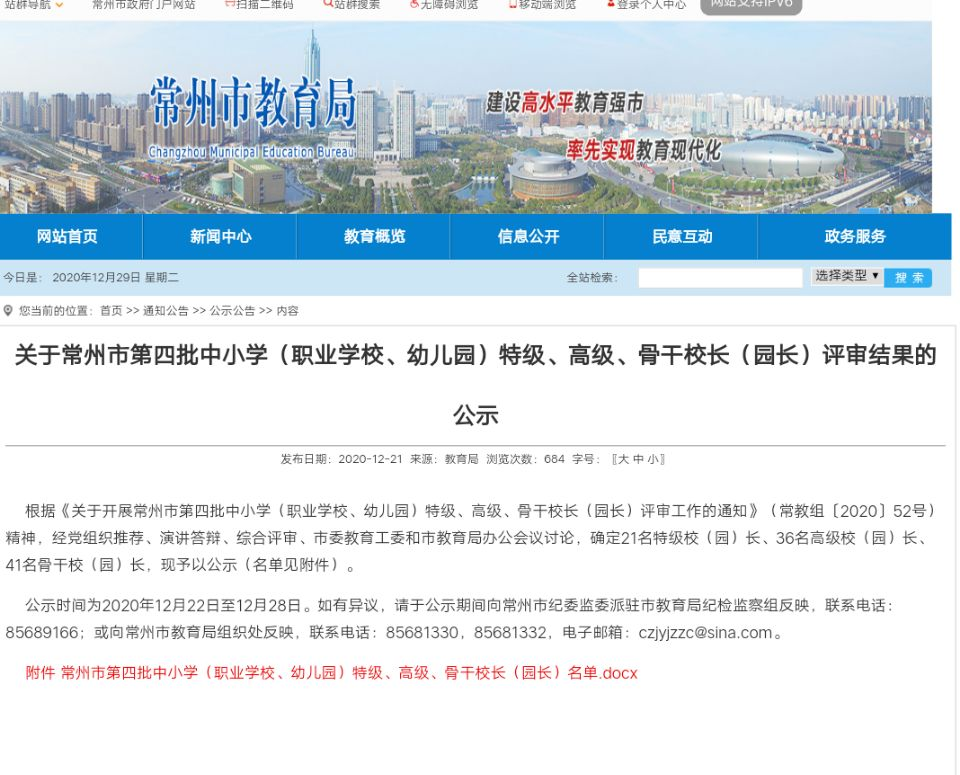 站群导航 常州市政府门户网站 扫描二维码 站群搜索 无障碍浏览 移动端浏览 登录个人中心 网站支持IPV6
常州市教育局
Changzhou Municipal Education Bureau
建设高水平教育强市
率先实现教育现代化
网站首页 新闻中心 教育概览 信息公开 民意互动 政务服务
今日是： 2020年12月29日 星期二 全站检索： 选择类型 ▼ 搜 索
您当前的位置：首页 >> 通知公告 >> 公示公告 >> 内容
关于常州市第四批中小学（职业学校、幼儿园）特级、高级、骨干校长（园长）评审结果的
公示
发布日期：2020-12-21 来源：教育局 浏览次数：684 字号：〖大 中 小〗
根据《关于开展常州市第四批中小学（职业学校、幼儿园）特级、高级、骨干校长（园长）评审工作的通知》（常教组〔2020〕52号）
精神，经党组织推荐、演讲答辩、综合评审、市委教育工委和市教育局办公会议讨论，确定21名特级校（园）长、36名高级校（园）长、
41名骨干校（园）长，现予以公示（名单见附件）。
公示时间为2020年12月22日至12月28日。如有异议，请于公示期间向常州市纪委监委派驻市教育局纪检监察组反映，联系电话：
85689166；或向常州市教育局组织处反映，联系电话：85681330，85681332，电子邮箱：czjyjzzc@sina.com。
附件 常州市第四批中小学（职业学校、幼儿园）特级、高级、骨干校长（园长）名单.docx